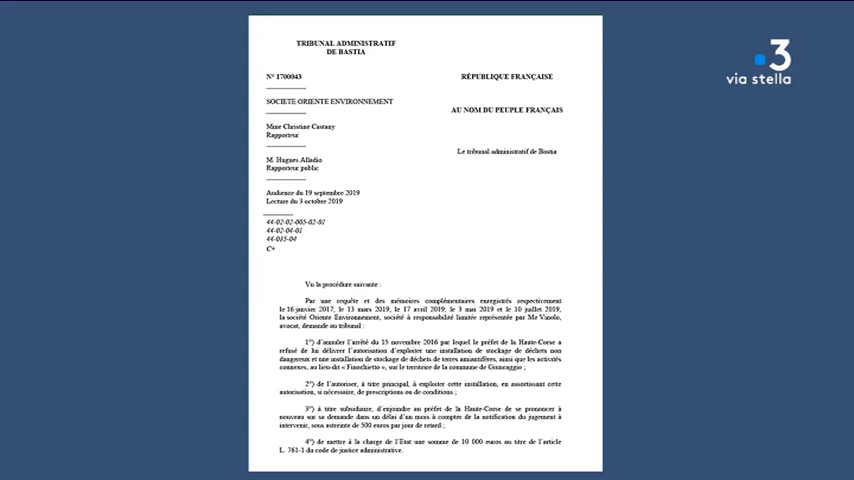 TRIBUNAL ADMINISTRATIF
DE BASTIA
N° 1700043
SOCIETE ORIENTE ENVIRONNEMENT
Mme Christine Castany
Rapporteur
M. Hugues Alladio
Rapporteur public
Audience du 19 septembre 2019
Lecture du 3 octobre 2019
44-02-02-005-02-01
44-02-04-01
44-035-04
C+
RÉPUBLIQUE FRANÇAISE
AU NOM DU PEUPLE FRANÇAIS
Le tribunal administratif de Bastia
3
via stella
Vu la procédure suivante :
Par une requête et des mémoires complémentaires enregistrés respectivement
le 16 janvier 2017, le 13 mars 2019, le 17 avril 2019, le 3 mai 2019 et le 10 juillet 2019,
la société Oriente Environnement, société à responsabilité limitée représentée par Me Vinolo,
avocat, demande au tribunal :
1°) d'annuler l'arrêté du 15 novembre 2016 par lequel le préfet de la Haute-Corse a
refusé de lui délivrer l'autorisation d'exploiter une installation de stockage de déchets non
dangereux et une installation de stockage de déchets de terres amiantifères, ainsi que les activités
connexes, au lieu-dit « Finochietto », sur le territoire de la commune de Giuncaggio ;
2°) de l'autoriser, à titre principal, à exploiter cette installation, en assortissant cette
autorisation, si nécessaire, de prescriptions ou de conditions ;
3°) à titre subsidiaire, d'enjoindre au préfet de la Haute-Corse de se prononcer à
nouveau sur sa demande dans un délai d'un mois à compter de la notification du jugement à
intervenir, sous astreinte de 500 euros par jour de retard ;
4°) de mettre à la charge de l'Etat une somme de 10 000 euros au titre de l'article
L. 761-1 du code de justice administrative.